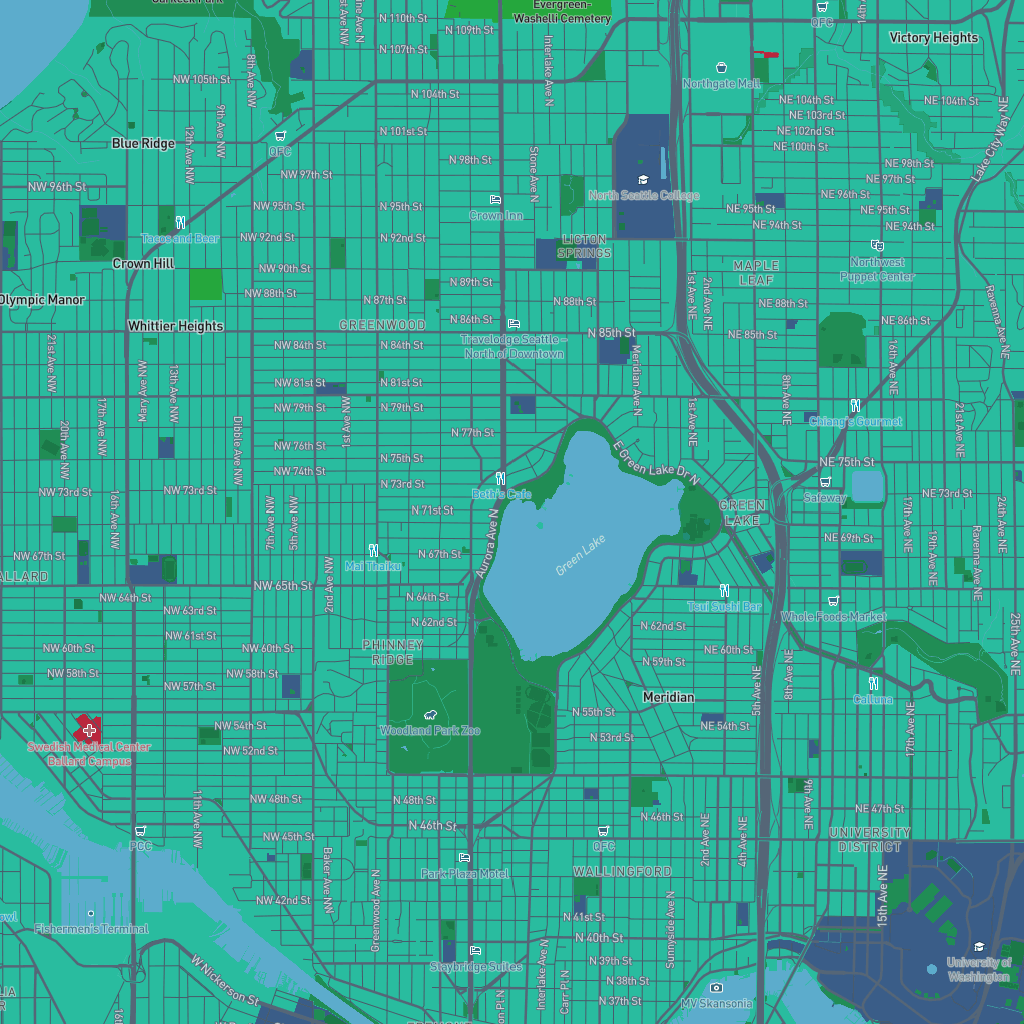 Evergreen-
Washelli Cemetery
N 110th St
N 109th St
N 107th St
QFC
14th
Victory Heights
Interlake Ave N
8th Ave NW
NW 105th St
Northgate Mall
N 104th St
NE 104th St
NE 104th St
NE 103rd St
NE 102nd St
NE 100th St
Lake City Way NE
9th Ave NW
12th Ave NW
N 101st St
QFC
Blue Ridge
N 98th St
Stone Ave N
NE 98th St
NE 97th St
NW 97th St
NW 96th St
North Seattle College
NE 96th St
NW 95th St
N 95th St
Crown Inn
NE 95th St
NE 95th St
NE 94th St
NE 94th St
Tacos and Beer
NW 92nd St
N 92nd St
LICTON
SPRINGS
Northwest
Puppet Center
Crown Hill
NW 90th St
MAPLE
LEAF
N 89th St
1st Ave NE
2nd Ave NE
Ravenna Ave NE
Olympic Manor
NW 88th St
N 87th St
N 88th St
NE 88th St
Whittier Heights
GREENWOOD
N 86th St
NE 86th St
N 85th St
NE 85th St
Travelodge Seattle -
North of Downtown
21st Ave NW
NW 84th St
N 84th St
Meridian Ave N
16th Ave NE
Mary Ave NW
13th Ave NW
NW 81st St
N 81st St
8th Ave NE
NW 79th St
1st Ave NW
N 79th St
1st Ave NE
Chiang's Gourmet
21st Ave NE
17th Ave NW
20th Ave NW
Dibble Ave NW
N 77th St
NW 76th St
N 75th St
E Green Lake Dr N
NE 75th St
NW 74th St
NW 73rd St
NW 73rd St
N 73rd St
Beth's Cafe
Safeway
NE 73rd St
16th Ave NW
7th Ave NW
5th Ave NW
N 71st St
GREEN
LAKE
17th Ave NE
24th Ave NE
Aurora Ave N
Green Lake
NE 69th St
19th Ave NE
Ravenna Ave NE
NW 67th St
Mai Thaiku
N 67th St
2nd Ave NW
NW 65th St
NW 64th St
N 64th St
Tsui Sushi Bar
Whole Foods Market
NW 63rd St
N 62nd St
N 62nd St
25th Ave NE
NW 61st St
NW 60th St
NW 60th St
PHINNEY
RIDGE
NE 60th St
N 59th St
NW 58th St
NW 58th St
NW 57th St
5th Ave NE
8th Ave NE
Calluna
Meridian
N 55th St
NW 54th St
Woodland Park Zoo
NE 54th St
17th Ave NE
N 53rd St
Swedish Medical Center
Ballard Campus
NW 52nd St
NW 48th St
N 48th St
9th Ave NE
NE 47th St
11th Ave NW
N 46th St
N 46th St
PCC
NW 45th St
QFC
2nd Ave NE
4th Ave NE
UNIVERSITY
DISTRICT
Baker Ave NW
Greenwood Ave N
Park Plaza Motel
WALLINGFORD
15th Ave NE
NW 42nd St
N 41st St
Sunnyside Ave N
Fishermen's Terminal
N 40th St
Staybridge Suites
Interlake Ave N
N 39th St
University of
Washington
W Nickerson St
Carr Pl N
N 38th St
MV Skansonia
N 37th St